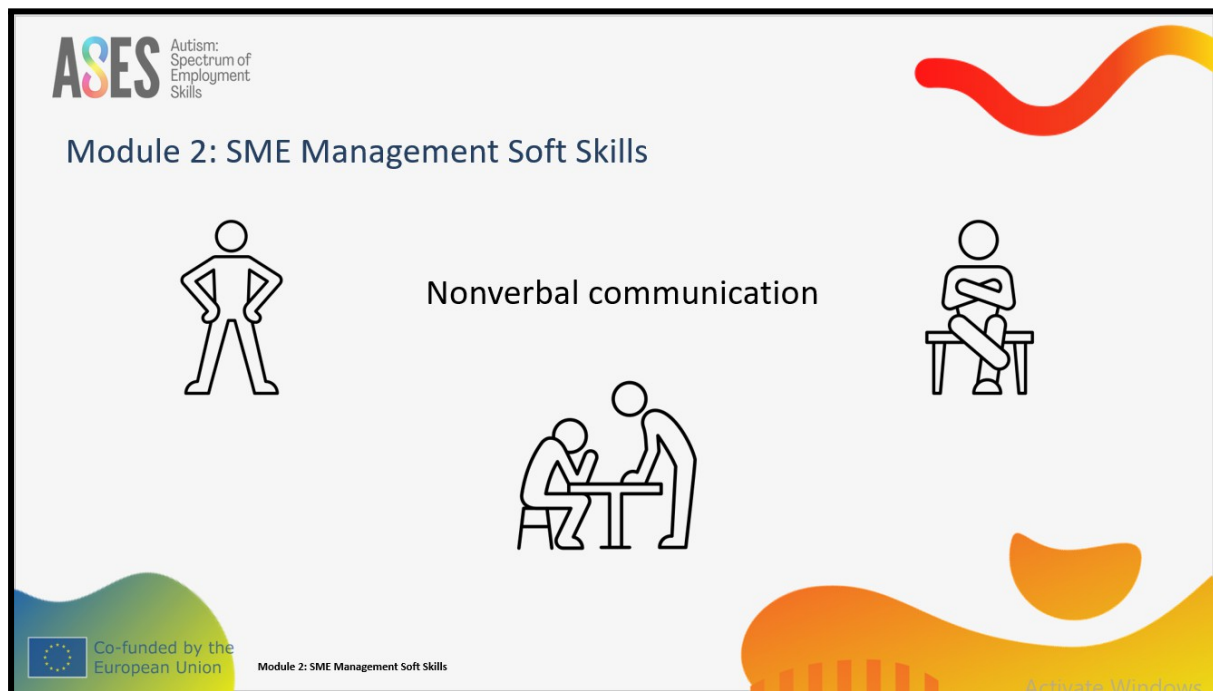 ASES
Autism:
Spectrum of
Employment
Skills
Module 2: SME Management Soft Skills
Nonverbal communication
Co-funded by the
European Union
Module 2: SME Management Soft Skills
Activate Windows